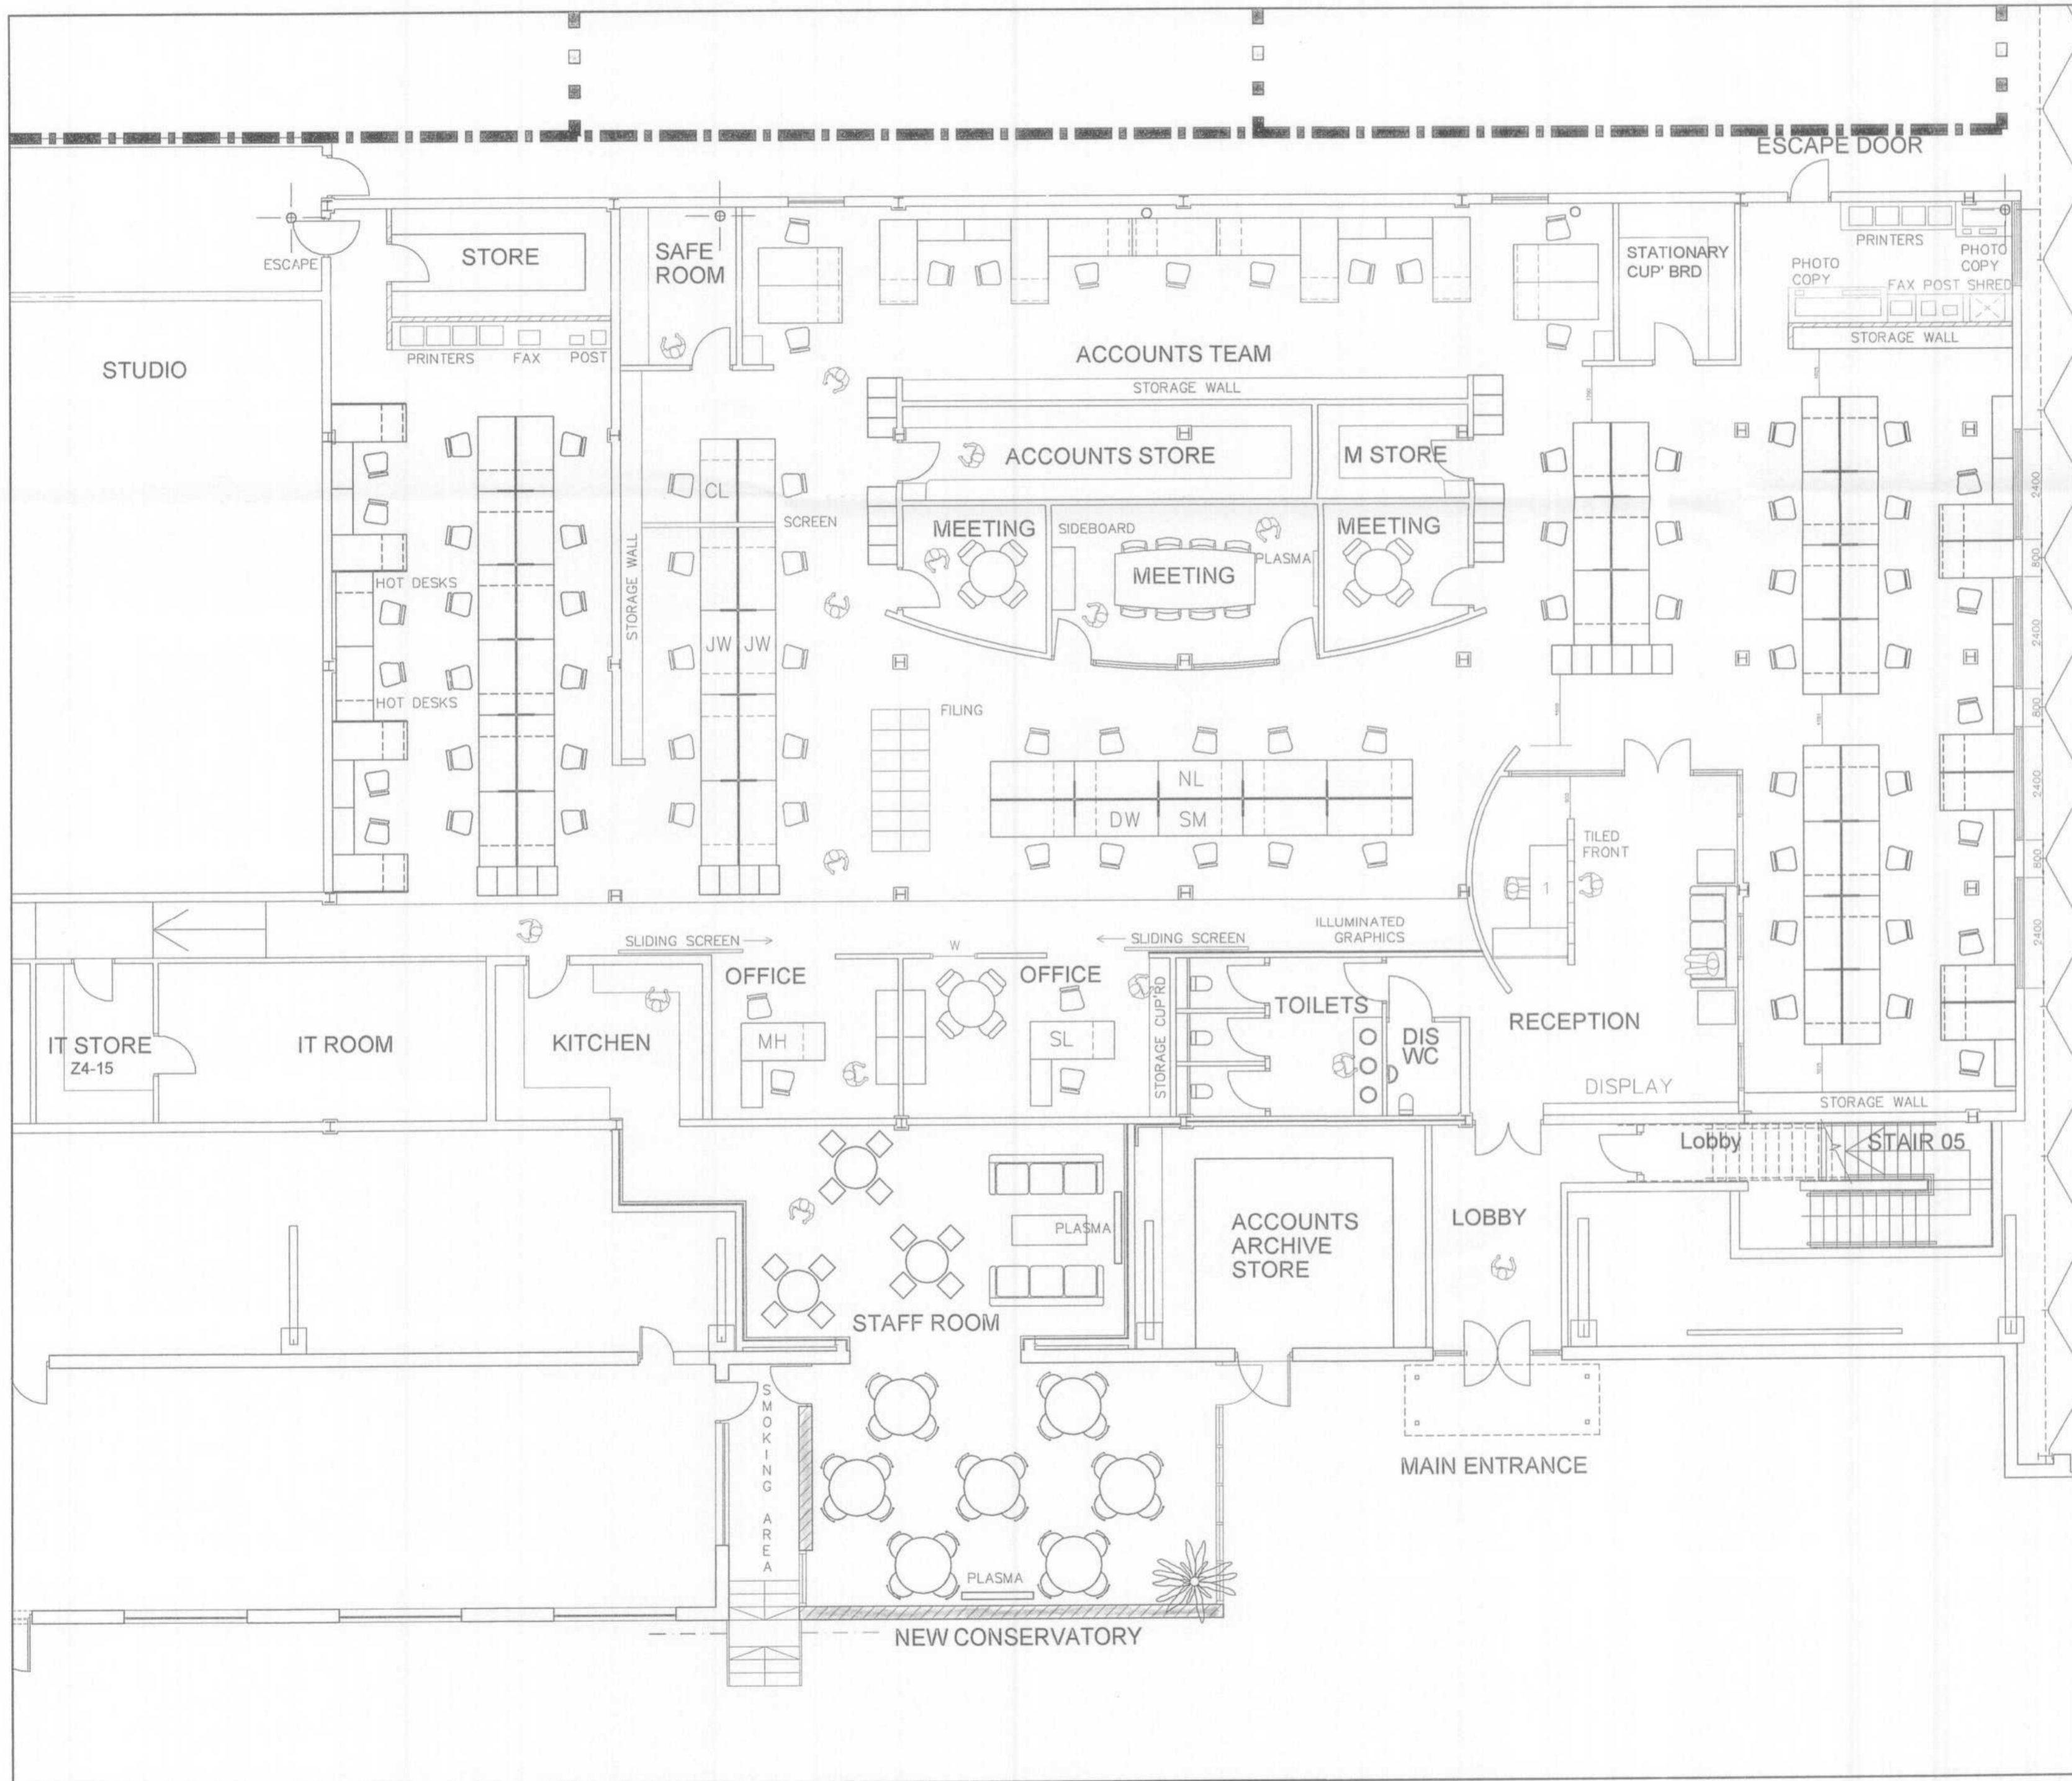 ESCAPE DOOR
ESCAPE
STORE
SAFE
ROOM
STATIONARY
CUP' BRD
PRINTERS
PHOTO
COPY
PHOTO
COPY
FAX POST SHRED
STORAGE WALL
PRINTERS
FAX
POST
STUDIO
ACCOUNTS TEAM
STORAGE WALL
ACCOUNTS STORE
M STORE
CL
SCREEN
STORAGE WALL
MEETING
SIDEBOARD
MEETING
PLASMA
MEETING
HOT DESKS
HOT DESKS
JW
JW
FILING
NL
DW
SM
TILED
FRONT
1
2400
800
2400
800
2400
800
2400
SLIDING SCREEN
W
SLIDING SCREEN
ILLUMINATED
GRAPHICS
OFFICE
OFFICE
MH
SL
STORAGE CUP'RD
TOILETS
DIS
WC
RECEPTION
DISPLAY
STORAGE WALL
IT STORE
Z4-15
IT ROOM
KITCHEN
Lobby
STAIR 05
PLASMA
ACCOUNTS
ARCHIVE
STORE
LOBBY
STAFF ROOM
SMOKING AREA
MAIN ENTRANCE
PLASMA
NEW CONSERVATORY